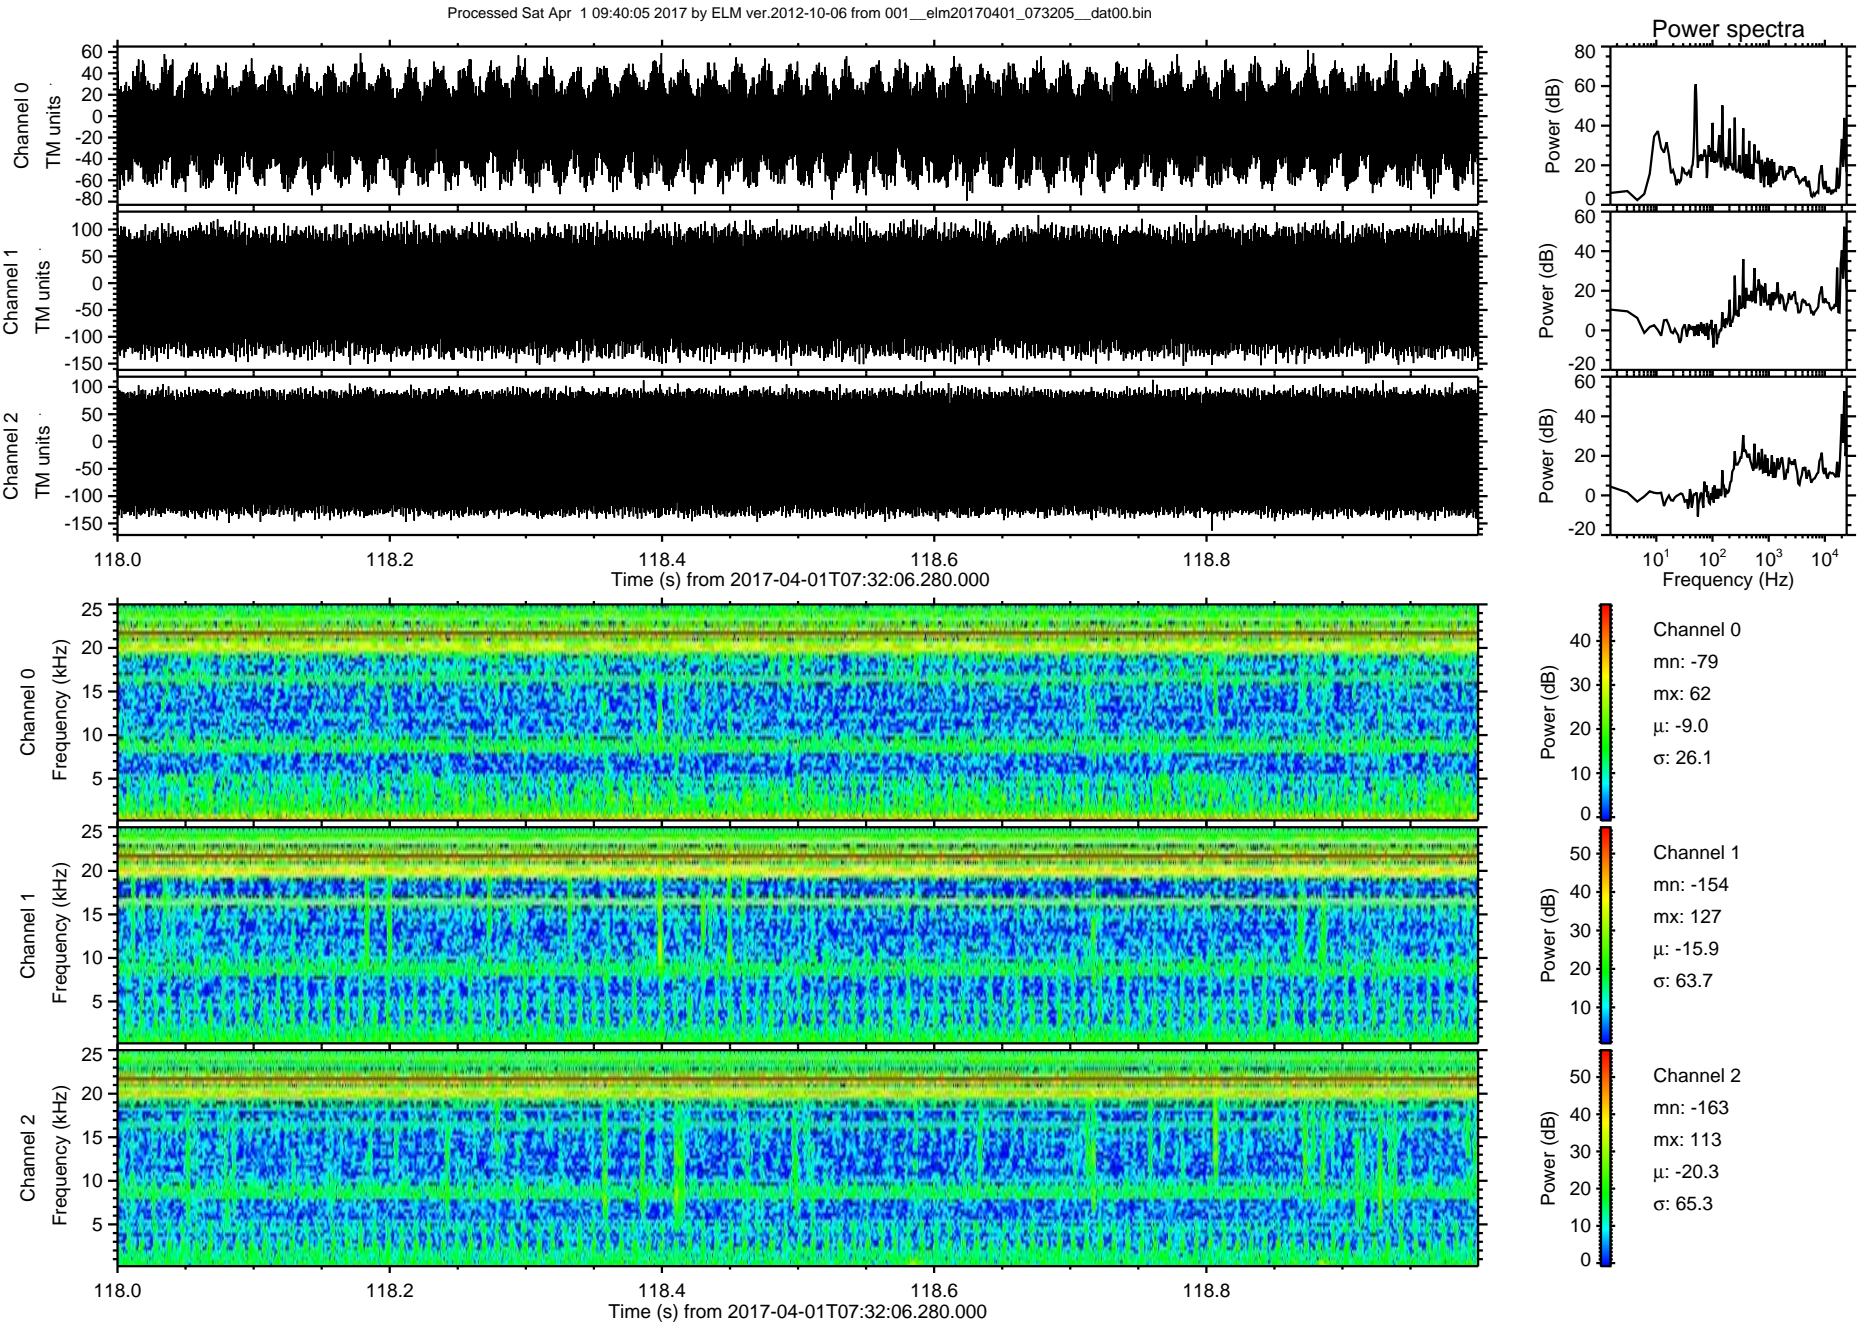 Processed Sat Apr  1 09:40:05 2017 by ELM ver.2012-10-06 from 001__elm20170401_073205__dat00.bin
Power spectra
Channel 0
TM units
60
40
20
0
-20
-40
-60
-80
Power (dB)
80
60
40
20
0
Channel 1
TM units
100
50
0
-50
-100
-150
Power (dB)
60
40
20
0
-20
Channel 2
TM units
100
50
0
-50
-100
-150
Power (dB)
60
40
20
0
-20
118.0 118.2 118.4 118.6 118.8
Time (s) from 2017-04-01T07:32:06.280.000
10¹ 10² 10³ 10⁴
Frequency (Hz)
Channel 0
Frequency (kHz)
25
20
15
10
5
Power (dB)
40
30
20
10
0
Channel 0
mn: -79
mx: 62
μ: -9.0
σ: 26.1
Channel 1
Frequency (kHz)
25
20
15
10
5
Power (dB)
50
40
30
20
10
Channel 1
mn: -154
mx: 127
μ: -15.9
σ: 63.7
Channel 2
Frequency (kHz)
25
20
15
10
5
Power (dB)
50
40
30
20
10
0
Channel 2
mn: -163
mx: 113
μ: -20.3
σ: 65.3
118.0 118.2 118.4 118.6 118.8
Time (s) from 2017-04-01T07:32:06.280.000